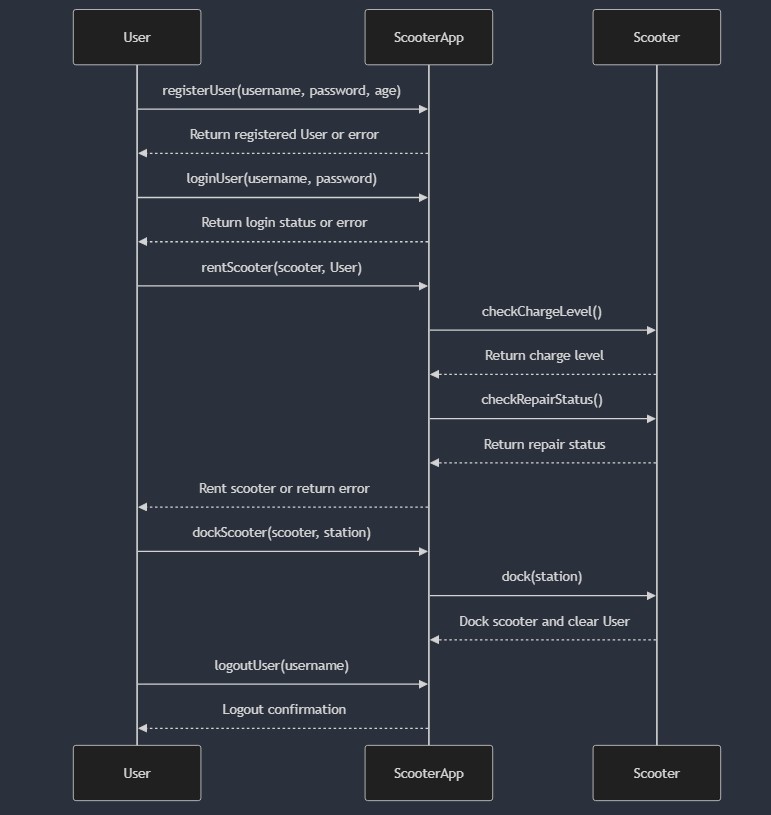 User
ScooterApp
Scooter
registerUser(username, password, age)
Return registered User or error
loginUser(username, password)
Return login status or error
rentScooter(scooter, User)
checkChargeLevel()
Return charge level
checkRepairStatus()
Return repair status
Rent scooter or return error
dockScooter(scooter, station)
dock(station)
Dock scooter and clear User
logoutUser(username)
Logout confirmation
User
ScooterApp
Scooter